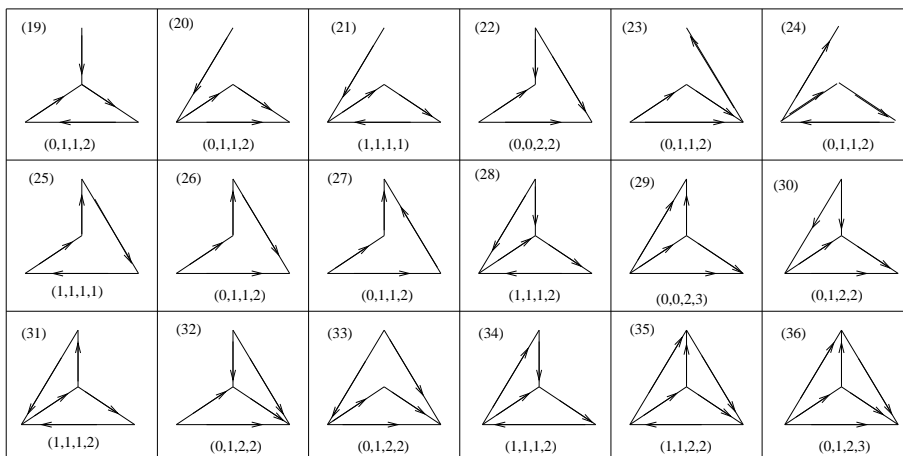 (19) (20) (21) (22) (23) (24)
(0,1,1,2) (0,1,1,2) (1,1,1,1) (0,0,2,2) (0,1,1,2) (0,1,1,2)
(25) (26) (27) (28) (29) (30)
(1,1,1,1) (0,1,1,2) (0,1,1,2) (1,1,1,2) (0,0,2,3) (0,1,2,2)
(31) (32) (33) (34) (35) (36)
(1,1,1,2) (0,1,2,2) (0,1,2,2) (1,1,1,2) (1,1,2,2) (0,1,2,3)